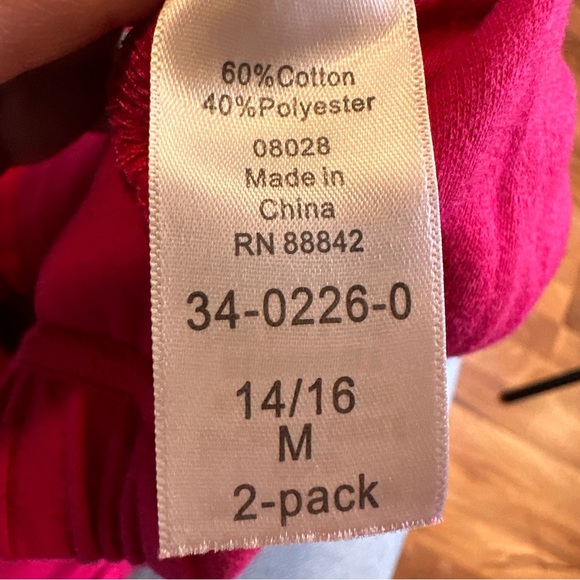 60%Cotton
40%Polyester
08028
Made in
China
RN 88842
34-0226-0
14/16
M
2-pack